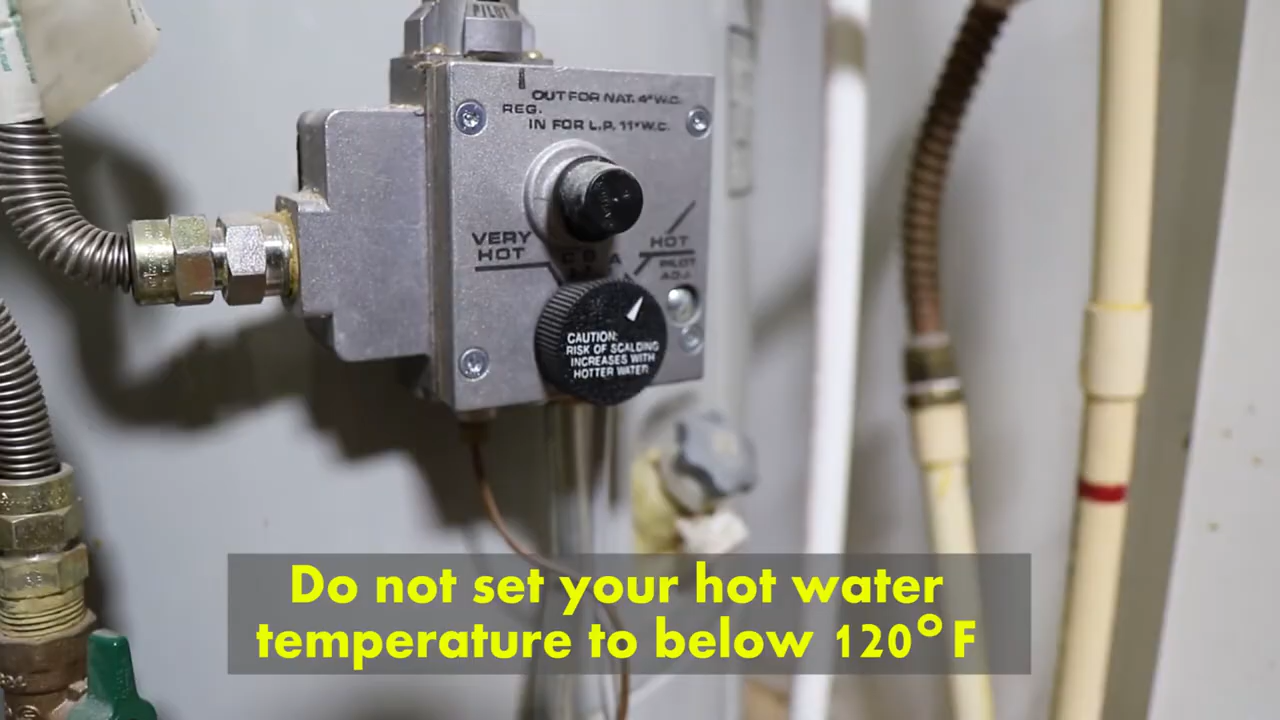 PILOT
OUT FOR NAT. 4" W.C.
REG.
IN FOR L.P. 11" W.C.
VERY
HOT
C B A
HOT
PILOT
ADJ.
CAUTION:
RISK OF SCALDING
INCREASES WITH
HOTTER WATER
Do not set your hot water
temperature to below 120° F